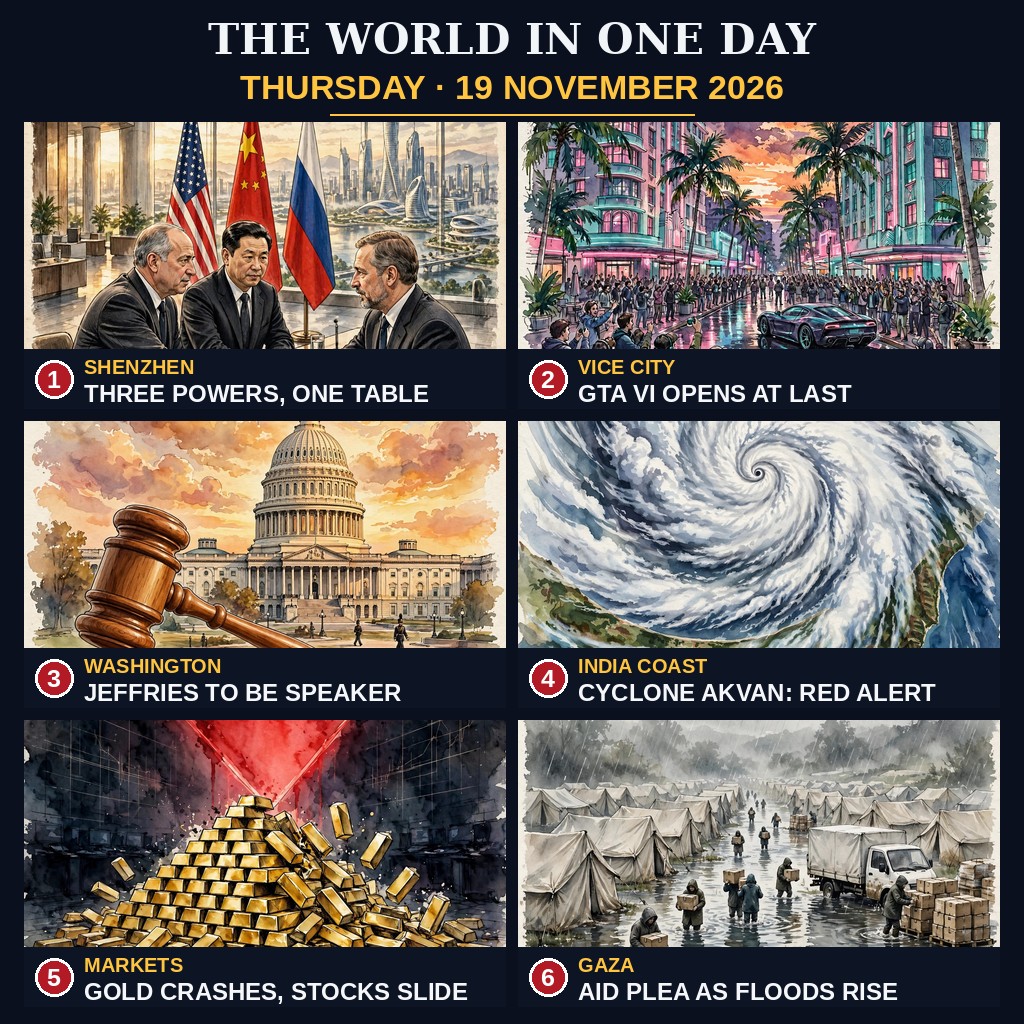 THE WORLD IN ONE DAY
THURSDAY · 19 NOVEMBER 2026
1
SHENZHEN
THREE POWERS, ONE TABLE
2
VICE CITY
GTA VI OPENS AT LAST
3
WASHINGTON
JEFFRIES TO BE SPEAKER
4
INDIA COAST
CYCLONE AKVAN: RED ALERT
5
MARKETS
GOLD CRASHES, STOCKS SLIDE
6
GAZA
AID PLEA AS FLOODS RISE